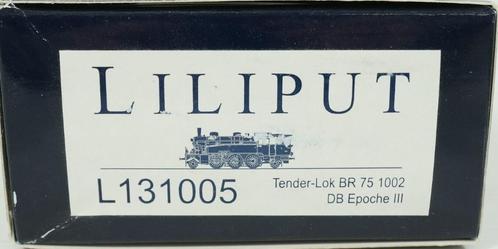 LILIPUT
L131005
Tender-Lok BR 75 1002
DB Epoche III